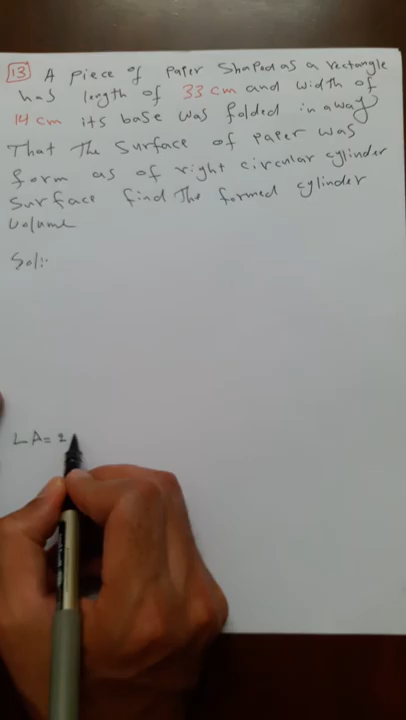 13 A Piece of Paper Shaped as a rectangle
has length of 33 cm and width of
14 cm its base was folded in away
That The Surface of Paper was
form as of right circular cylinder
Surface find The formed cylinder
Volume
Sol:-
LA= 2